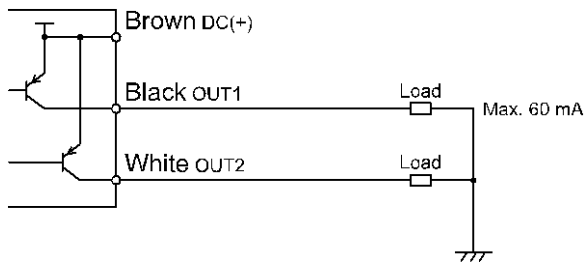 Brown DC(+)
Black OUT1
Load
Max. 60 mA
White OUT2
Load